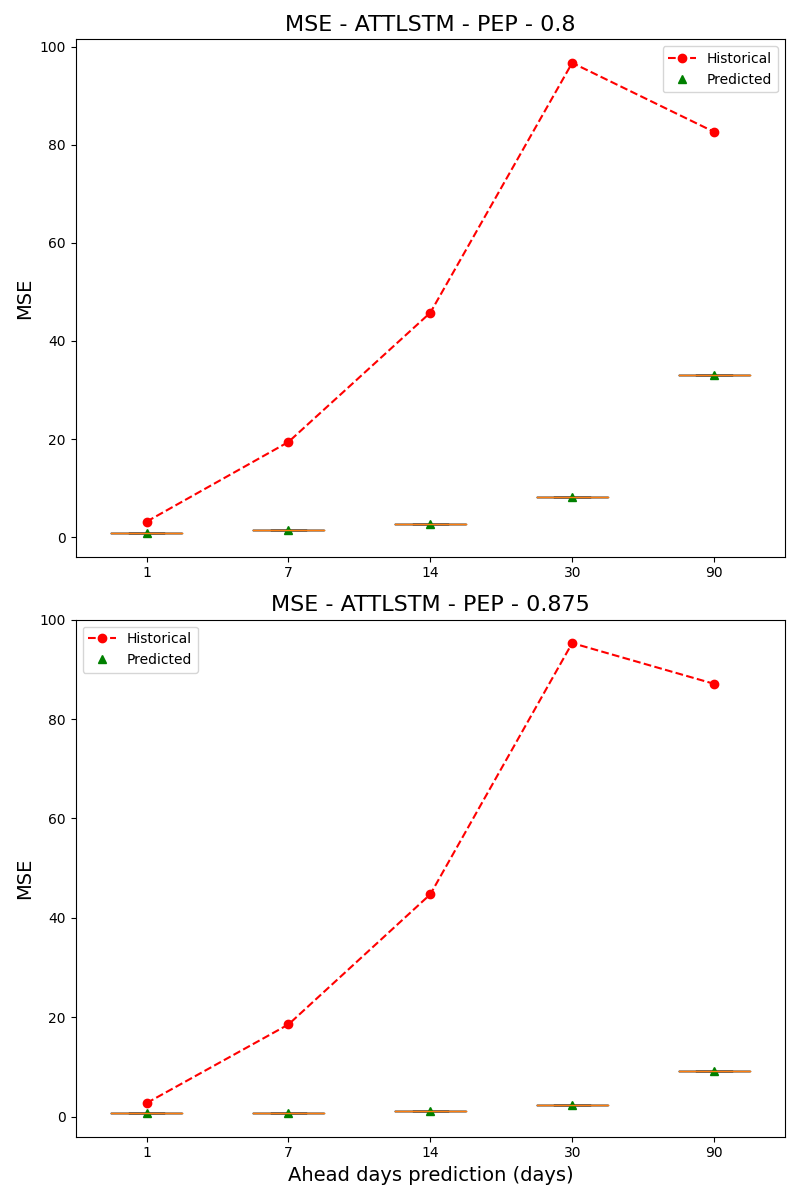 MSE - ATTLSTM - PEP - 0.8
100
80
60
40
20
0
MSE
Historical
Predicted
1 7 14 30 90
MSE - ATTLSTM - PEP - 0.875
100
80
60
40
20
0
MSE
Historical
Predicted
1 7 14 30 90
Ahead days prediction (days)